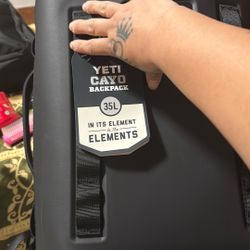 YETI
CAYO
BACKPACK
35L
IN ITS ELEMENT
in the
ELEMENTS